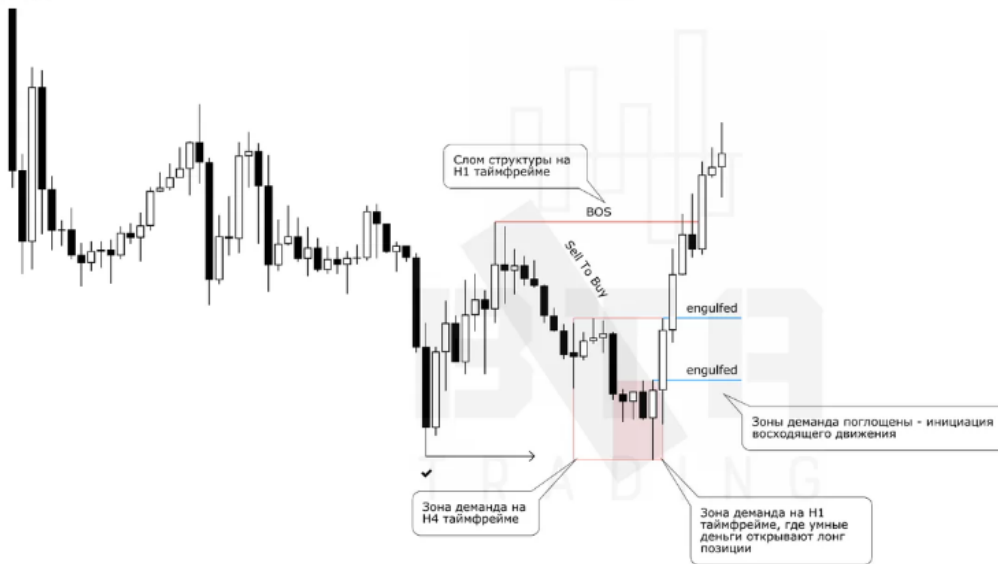 Слом структуры на
H1 таймфрейме
BOS
Sell To Buy
engulfed
engulfed
Зоны деманда поглощены - инициация
восходящего движения
Зона деманда на
H4 таймфрейме
Зона деманда на H1
таймфрейме, где умные
деньги открывают лонг
позиции
TRADING